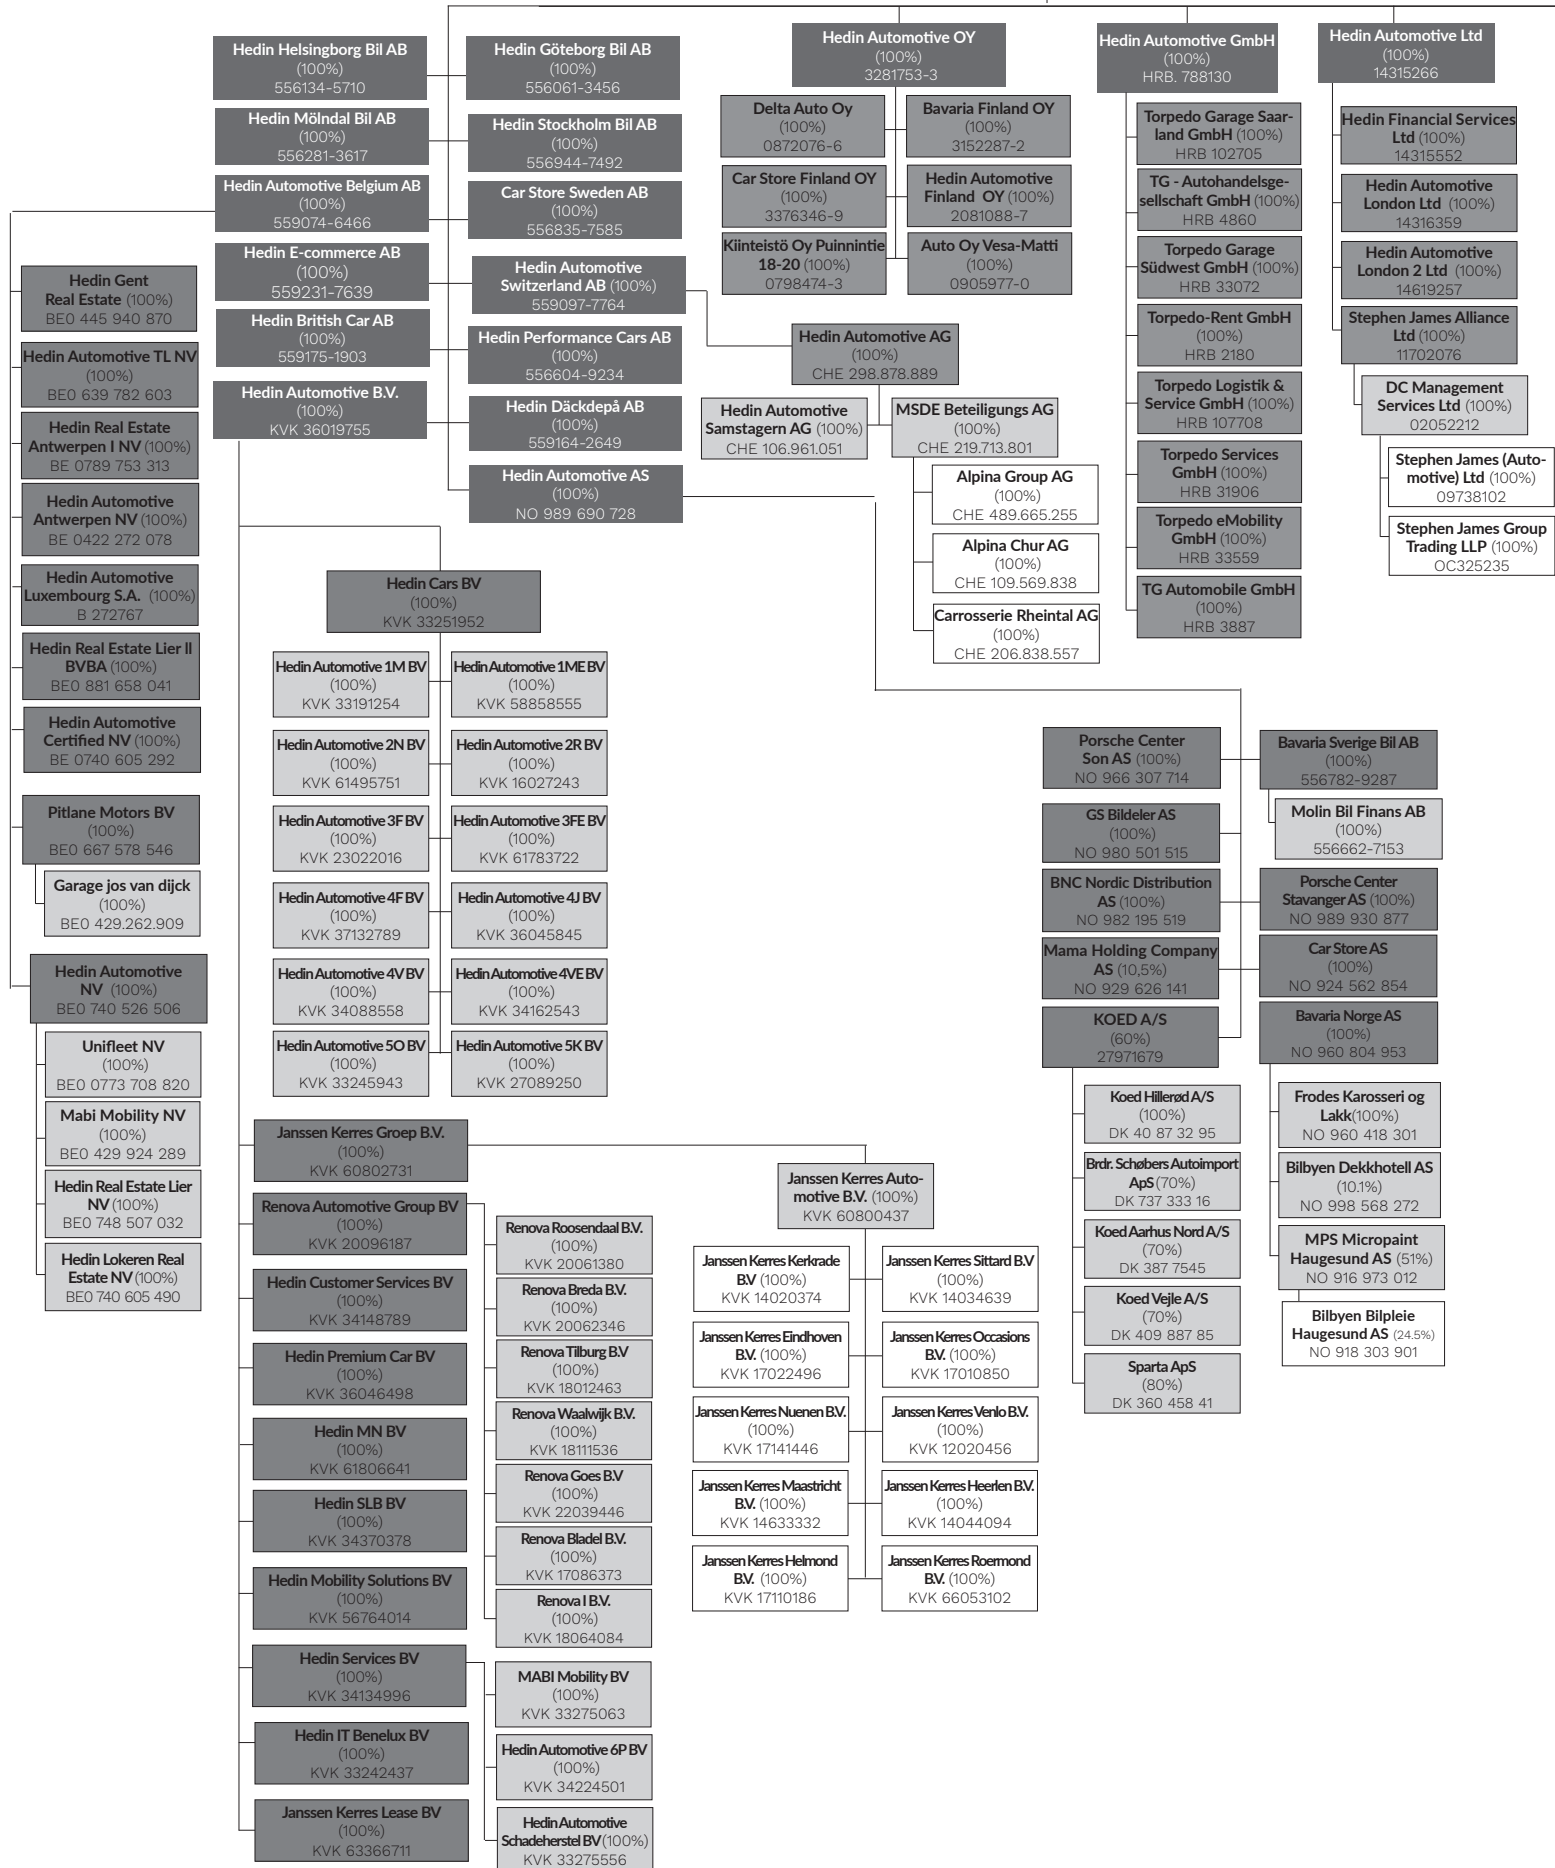 Hedin Helsingborg Bil AB
(100%)
556134-5710
Hedin Göteborg Bil AB
(100%)
556061-3456
Hedin Mölndal Bil AB
(100%)
556281-3617
Hedin Stockholm Bil AB
(100%)
556944-7492
Hedin Automotive Belgium AB
(100%)
559074-6466
Car Store Sweden AB
(100%)
556835-7585
Hedin E-commerce AB
(100%)
559231-7639
Hedin Automotive
Switzerland AB (100%)
559097-7764
Hedin British Car AB
(100%)
559175-1903
Hedin Performance Cars AB
(100%)
556604-9234
Hedin Automotive B.V.
(100%)
KVK 36019755
Hedin Däckdepå AB
(100%)
559164-2649
Hedin Automotive AS
(100%)
NO 989 690 728
Hedin Automotive OY
(100%)
3281753-3
Delta Auto Oy
(100%)
0872076-6
Bavaria Finland OY
(100%)
3152287-2
Car Store Finland OY
(100%)
3376346-9
Hedin Automotive
Finland OY (100%)
2081088-7
Kiinteistö Oy Puinnintie
18-20 (100%)
0798474-3
Auto Oy Vesa-Matti
(100%)
0905977-0
Hedin Automotive AG
(100%)
CHE 298.878.889
Hedin Automotive
Samstagern AG (100%)
CHE 106.961.051
MSDE Beteiligungs AG
(100%)
CHE 219.713.801
Alpina Group AG
(100%)
CHE 489.665.255
Alpina Chur AG
(100%)
CHE 109.569.838
Carrosserie Rheintal AG
(100%)
CHE 206.838.557
Hedin Automotive GmbH
(100%)
HRB. 788130
Torpedo Garage Saar-
land GmbH (100%)
HRB 102705
TG - Autohandelsge-
sellschaft GmbH (100%)
HRB 4860
Torpedo Garage
Südwest GmbH (100%)
HRB 33072
Torpedo-Rent GmbH
(100%)
HRB 2180
Torpedo Logistik &
Service GmbH (100%)
HRB 107708
Torpedo Services
GmbH (100%)
HRB 31906
Torpedo eMobility
GmbH (100%)
HRB 33559
TG Automobile GmbH
(100%)
HRB 3887
Hedin Automotive Ltd
(100%)
14315266
Hedin Financial Services
Ltd (100%)
14315552
Hedin Automotive
London Ltd (100%)
14316359
Hedin Automotive
London 2 Ltd (100%)
14619257
Stephen James Alliance
Ltd (100%)
11702076
DC Management
Services Ltd (100%)
02052212
Stephen James (Auto-
motive) Ltd (100%)
09738102
Stephen James Group
Trading LLP (100%)
OC325235
Hedin Gent
Real Estate (100%)
BE0 445 940 870
Hedin Automotive TL NV
(100%)
BE0 639 782 603
Hedin Real Estate
Antwerpen I NV (100%)
BE 0789 753 313
Hedin Automotive
Antwerpen NV (100%)
BE 0422 272 078
Hedin Automotive
Luxembourg S.A. (100%)
B 272767
Hedin Real Estate Lier II
BVBA (100%)
BE0 881 658 041
Hedin Automotive
Certified NV (100%)
BE 0740 605 292
Pitlane Motors BV
(100%)
BE0 667 578 546
Garage jos van dijck
(100%)
BE0 429.262.909
Hedin Automotive
NV (100%)
BE0 740 526 506
Unifleet NV
(100%)
BE0 0773 708 820
Mabi Mobility NV
(100%)
BE0 429 924 289
Hedin Real Estate Lier
NV (100%)
BE0 748 507 032
Hedin Lokeren Real
Estate NV (100%)
BE0 740 605 490
Hedin Cars BV
(100%)
KVK 33251952
Hedin Automotive 1M BV
(100%)
KVK 33191254
Hedin Automotive 1ME BV
(100%)
KVK 58858555
Hedin Automotive 2N BV
(100%)
KVK 61495751
Hedin Automotive 2R BV
(100%)
KVK 16027243
Hedin Automotive 3F BV
(100%)
KVK 23022016
Hedin Automotive 3FE BV
(100%)
KVK 61783722
Hedin Automotive 4F BV
(100%)
KVK 37132789
Hedin Automotive 4J BV
(100%)
KVK 36045845
Hedin Automotive 4V BV
(100%)
KVK 34088558
Hedin Automotive 4VE BV
(100%)
KVK 34162543
Hedin Automotive 5O BV
(100%)
KVK 33245943
Hedin Automotive 5K BV
(100%)
KVK 27089250
Janssen Kerres Groep B.V.
(100%)
KVK 60802731
Renova Automotive Group BV
(100%)
KVK 20096187
Hedin Customer Services BV
(100%)
KVK 34148789
Hedin Premium Car BV
(100%)
KVK 36046498
Hedin MN BV
(100%)
KVK 61806641
Hedin SLB BV
(100%)
KVK 34370378
Hedin Mobility Solutions BV
(100%)
KVK 56764014
Hedin Services BV
(100%)
KVK 34134996
Hedin IT Benelux BV
(100%)
KVK 33242437
Janssen Kerres Lease BV
(100%)
KVK 63366711
Renova Roosendaal B.V.
(100%)
KVK 20061380
Renova Breda B.V.
(100%)
KVK 20062346
Renova Tilburg B.V
(100%)
KVK 18012463
Renova Waalwijk B.V.
(100%)
KVK 18111536
Renova Goes B.V
(100%)
KVK 22039446
Renova Bladel B.V.
(100%)
KVK 17086373
Renova I B.V.
(100%)
KVK 18064084
MABI Mobility BV
(100%)
KVK 33275063
Hedin Automotive 6P BV
(100%)
KVK 34224501
Hedin Automotive
Schadeherstel BV (100%)
KVK 33275556
Janssen Kerres Auto-
motive B.V. (100%)
KVK 60800437
Janssen Kerres Kerkrade
B.V (100%)
KVK 14020374
Janssen Kerres Sittard B.V
(100%)
KVK 14034639
Janssen Kerres Eindhoven
B.V. (100%)
KVK 17022496
Janssen Kerres Occasions
B.V. (100%)
KVK 17010850
Janssen Kerres Nuenen B.V.
(100%)
KVK 17141446
Janssen Kerres Venlo B.V.
(100%)
KVK 12020456
Janssen Kerres Maastricht
B.V. (100%)
KVK 14633332
Janssen Kerres Heerlen B.V.
(100%)
KVK 14044094
Janssen Kerres Helmond
B.V. (100%)
KVK 17110186
Janssen Kerres Roermond
B.V. (100%)
KVK 66053102
Porsche Center
Son AS (100%)
NO 966 307 714
Bavaria Sverige Bil AB
(100%)
556782-9287
Molin Bil Finans AB
(100%)
556662-7153
GS Bildeler AS
(100%)
NO 980 501 515
BNC Nordic Distribution
AS (100%)
NO 982 195 519
Porsche Center
Stavanger AS (100%)
NO 989 930 877
Mama Holding Company
AS (10,5%)
NO 929 626 141
Car Store AS
(100%)
NO 924 562 854
KOED A/S
(60%)
27971679
Bavaria Norge AS
(100%)
NO 960 804 953
Koed Hillerød A/S
(100%)
DK 40 87 32 95
Brdr. Schøbers Autoimport
ApS (70%)
DK 737 333 16
Koed Aarhus Nord A/S
(70%)
DK 387 7545
Koed Vejle A/S
(70%)
DK 409 887 85
Sparta ApS
(80%)
DK 360 458 41
Frodes Karosseri og
Lakk(100%)
NO 960 418 301
Bilbyen Dekkhotell AS
(10.1%)
NO 998 568 272
MPS Micropaint
Haugesund AS (51%)
NO 916 973 012
Bilbyen Bilpleie
Haugesund AS (24.5%)
NO 918 303 901